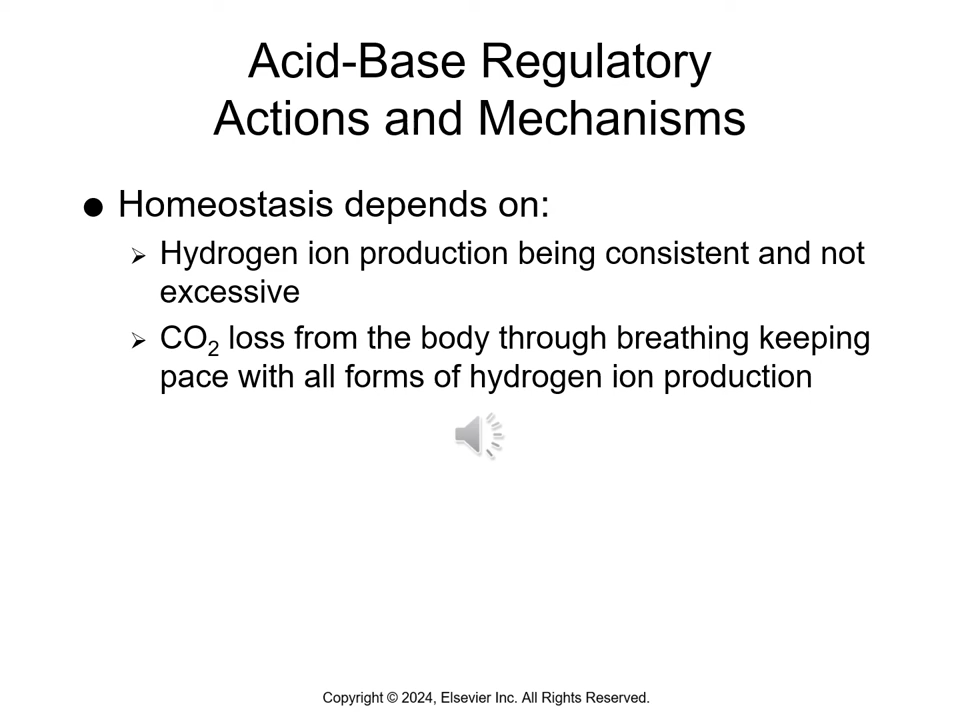 Acid-Base Regulatory
Actions and Mechanisms
● Homeostasis depends on:
➢ Hydrogen ion production being consistent and not
excessive
➢ CO₂ loss from the body through breathing keeping
pace with all forms of hydrogen ion production
Copyright © 2024, Elsevier Inc. All Rights Reserved.